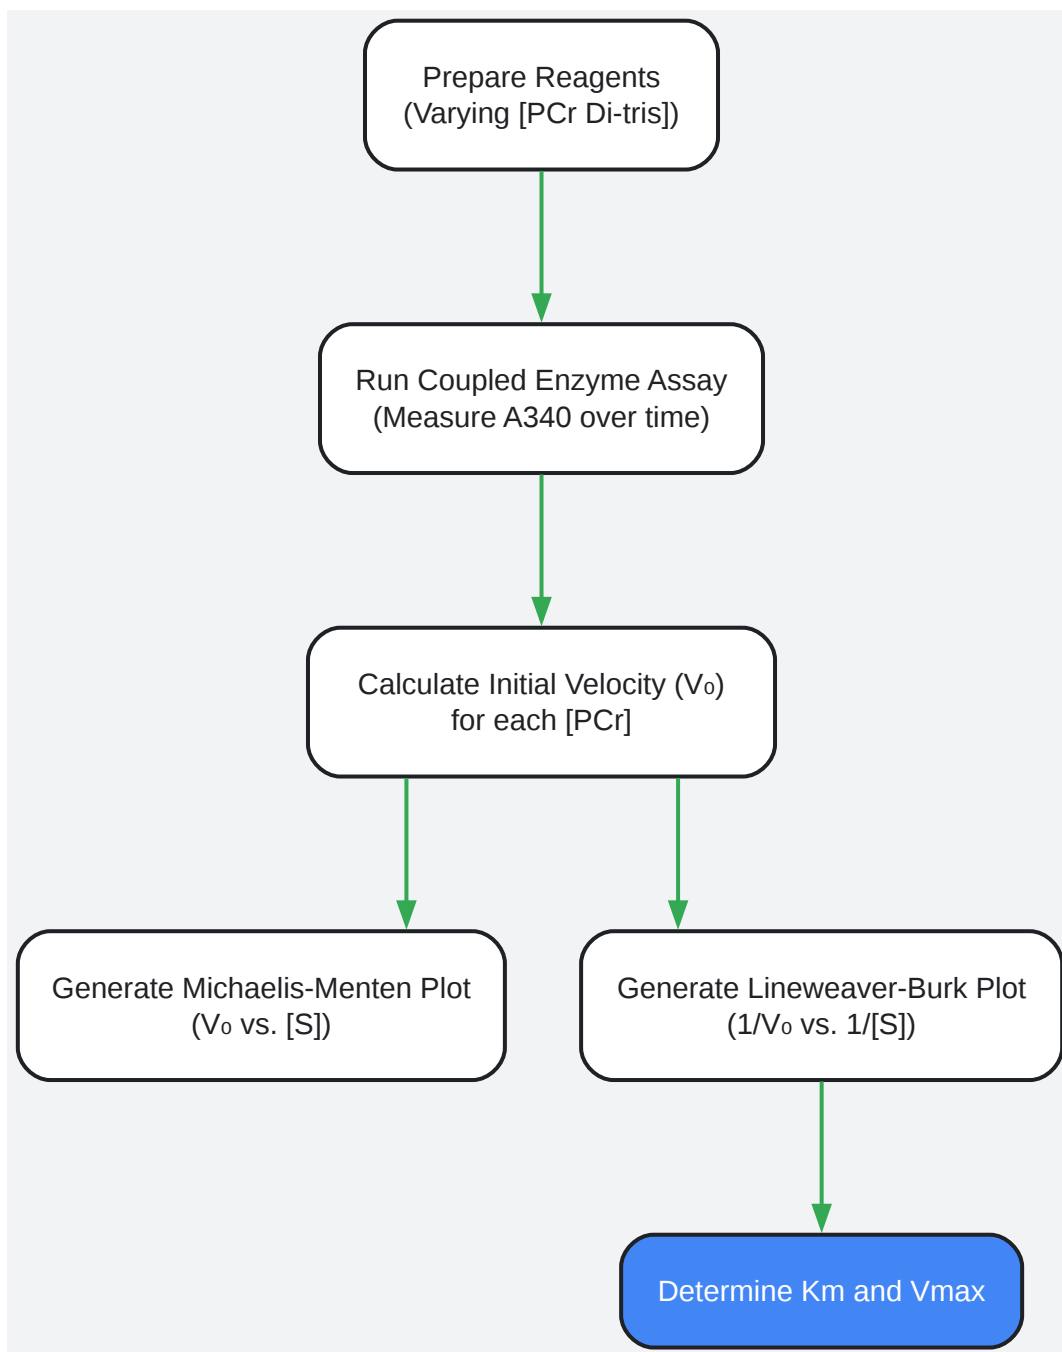 Prepare Reagents
(Varying [PCr Di-tris])
Run Coupled Enzyme Assay
(Measure A340 over time)
Calculate Initial Velocity (V₀)
for each [PCr]
Generate Michaelis-Menten Plot
(V₀ vs. [S])
Generate Lineweaver-Burk Plot
(1/V₀ vs. 1/[S])
Determine Km and Vmax